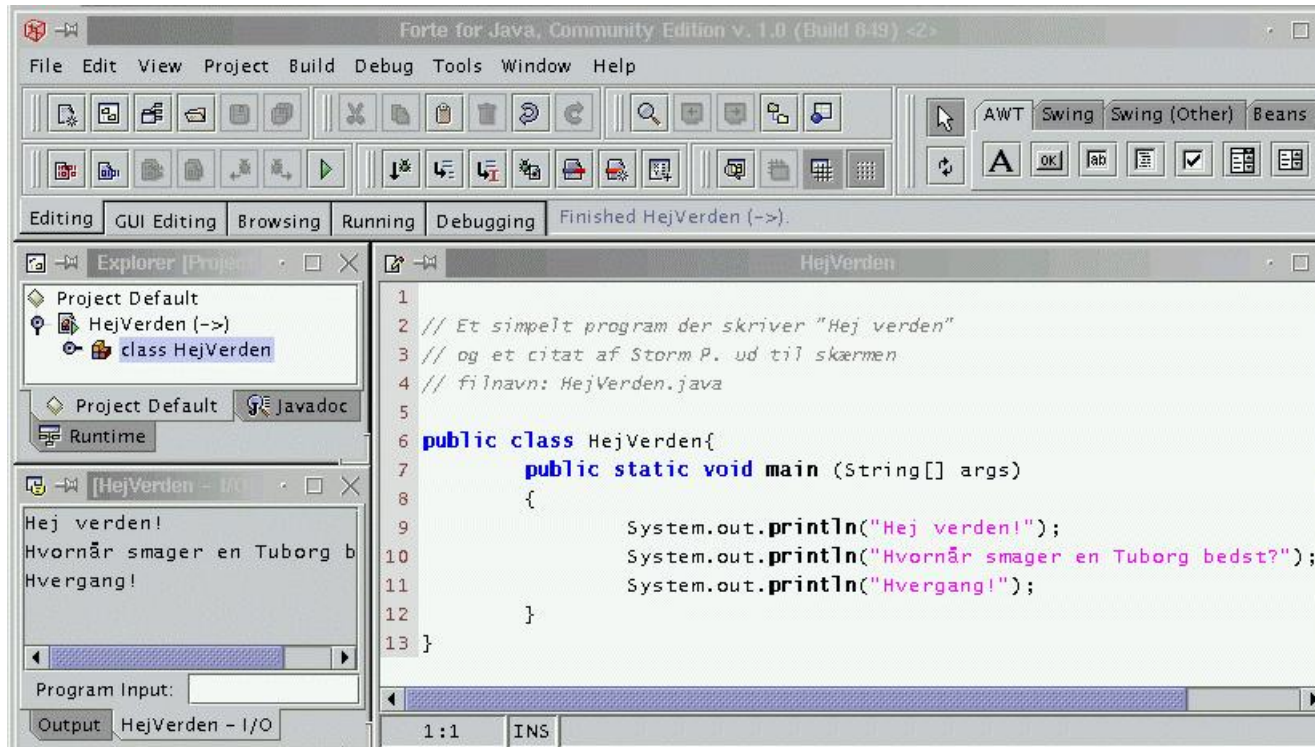 Forte for Java, Community Edition v. 1.0 (Build 849) <2>
File Edit View Project Build Debug Tools Window Help
AWT Swing Swing (Other) Beans
A OK ab
Editing GUI Editing Browsing Running Debugging Finished HejVerden (->).
Explorer [Proje
Project Default
HejVerden (->)
class HejVerden
Project Default Javadoc
Runtime
[HejVerden - I/O
Hej verden!
Hvornår smager en Tuborg b
Hvergang!
Program Input:
Output HejVerden - I/O
HejVerden
1
2 // Et simpelt program der skriver "Hej verden"
3 // og et citat af Storm P. ud til skærmen
4 // filnavn: HejVerden.java
5
6 public class HejVerden{
7 public static void main (String[] args)
8 {
9 System.out.println("Hej verden!");
10 System.out.println("Hvornår smager en Tuborg bedst?");
11 System.out.println("Hvergang!");
12 }
13 }
1:1 INS